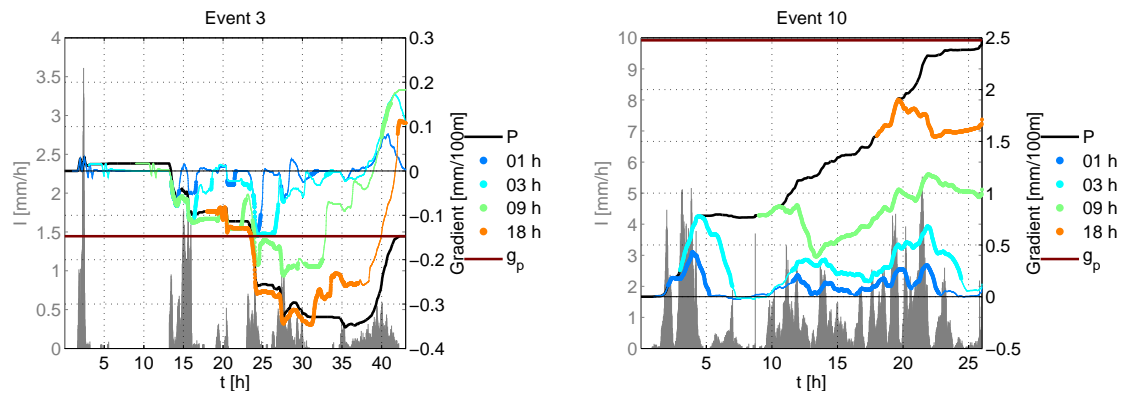 Event 3
4
3.5
3
2.5
2
1.5
1
0.5
0
I [mm/h]
5 10 15 20 25 30 35 40
t [h]
0.3
0.2
0.1
0
−0.1
−0.2
−0.3
−0.4
Gradient [mm/100m]
P
01 h
03 h
09 h
18 h
gp
Event 10
10
9
8
7
6
5
4
3
2
1
0
I [mm/h]
5 10 15 20 25
t [h]
2.5
2
1.5
1
0.5
0
−0.5
Gradient [mm/100m]
P
01 h
03 h
09 h
18 h
gp